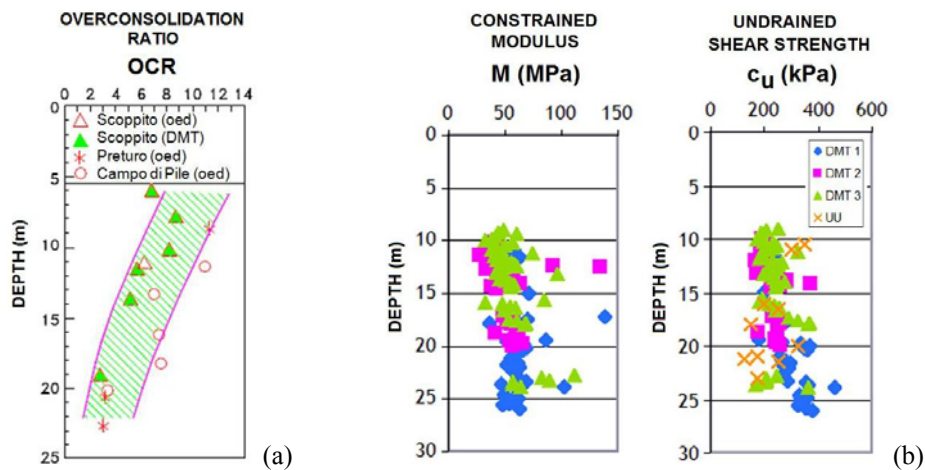 OVERCONSOLIDATION
RATIO
OCR
0 2 4 6 8 10 12 14
0
5
10
15
20
25
DEPTH (m)
Scoppito (oed)
Scoppito (DMT)
Preturo (oed)
Campo di Pile (oed)
(a)
CONSTRAINED
MODULUS
M (MPa)
0 50 100 150
0
5
10
15
20
25
30
DEPTH (m)
UNDRAINED
SHEAR STRENGTH
cu (kPa)
0 200 400 600
0
5
10
15
20
25
30
DEPTH (m)
DMT 1
DMT 2
DMT 3
UU
(b)